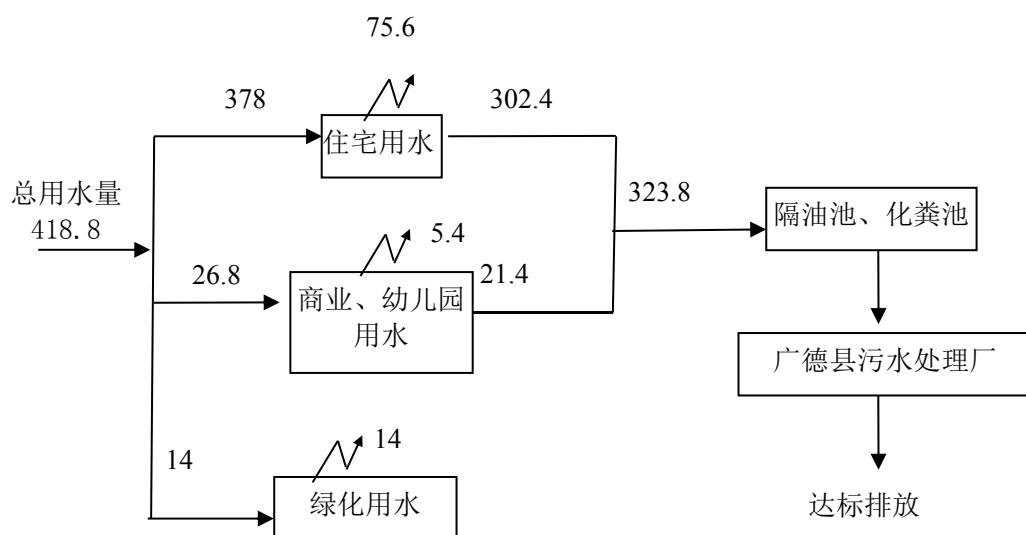 75.6
378
302.4
住宅用水
总用水量
418.8
323.8
隔油池、化粪池
5.4
26.8
21.4
商业、幼儿园
用水
广德县污水处理厂
14
14
绿化用水
达标排放